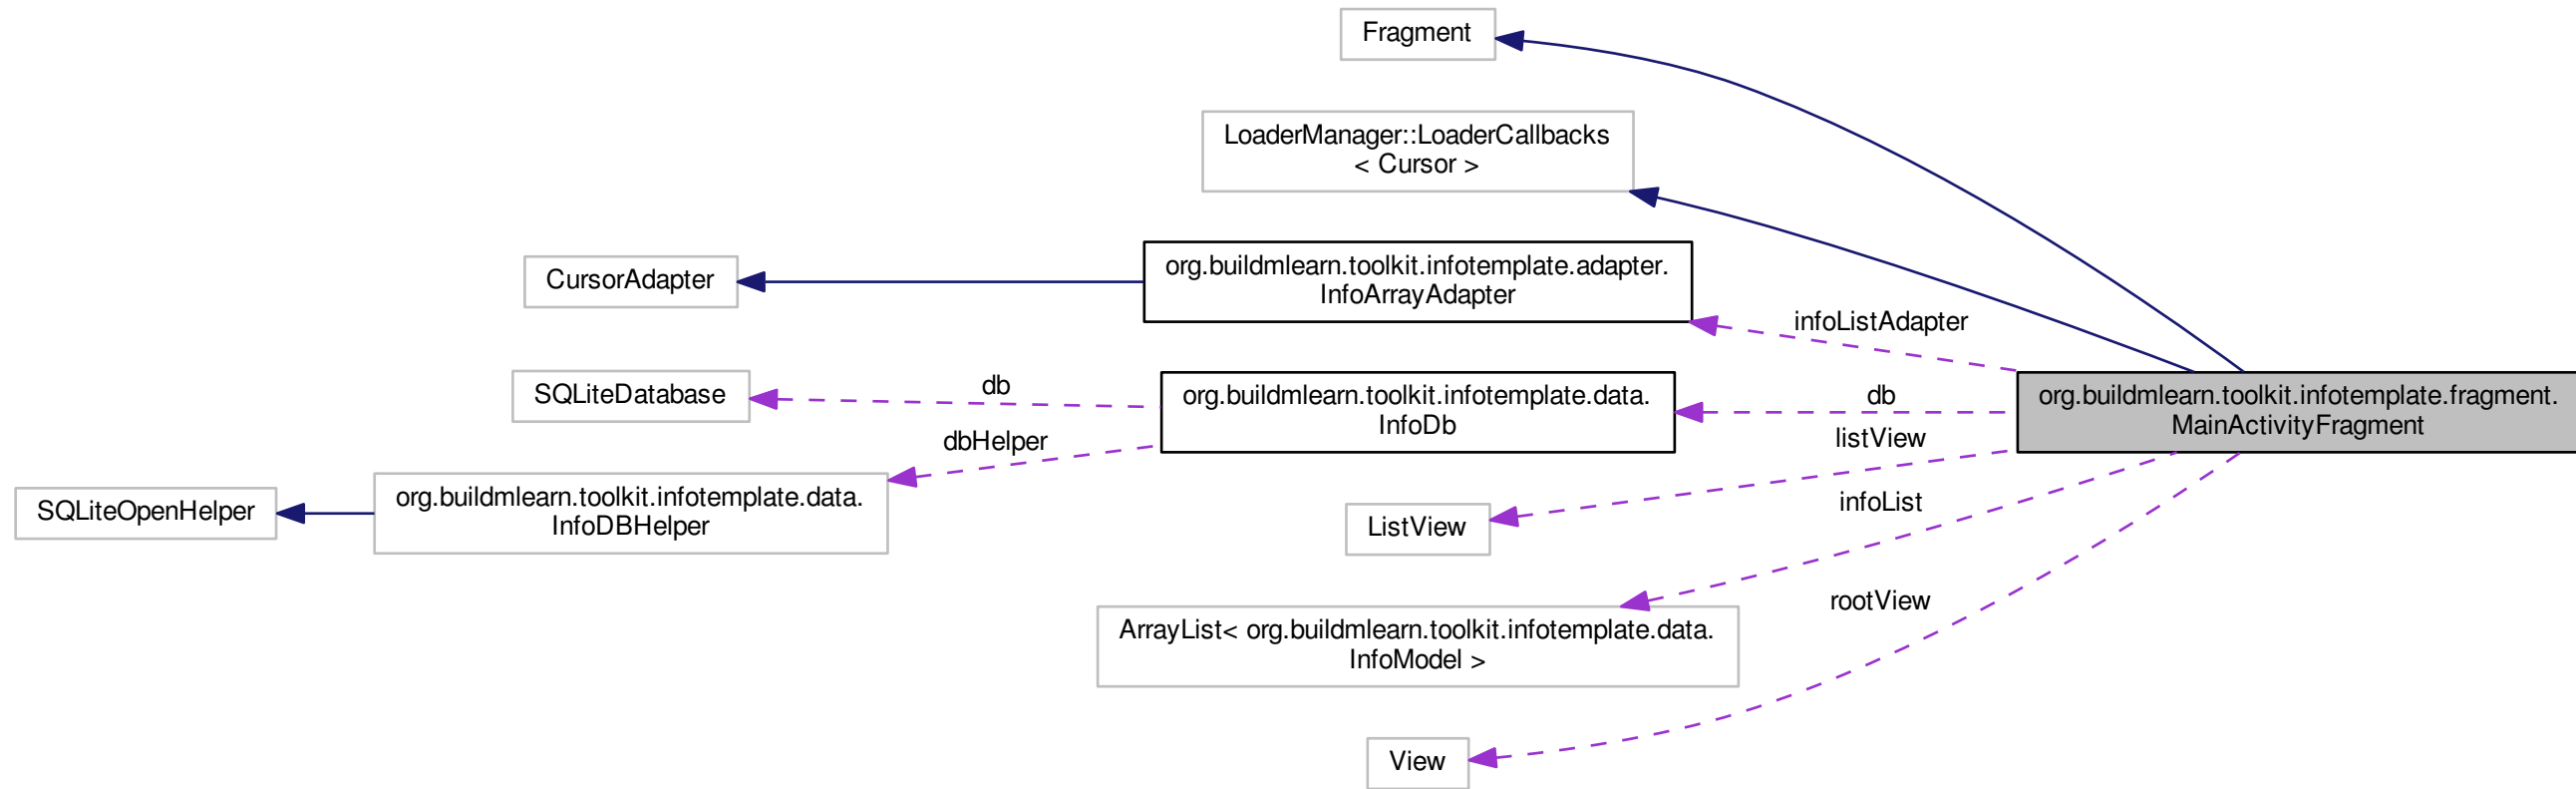 Fragment
LoaderManager::LoaderCallbacks
< Cursor >
CursorAdapter
org.buildmlearn.toolkit.infotemplate.adapter.
InfoArrayAdapter
infoListAdapter
SQLiteDatabase
db
org.buildmlearn.toolkit.infotemplate.data.
InfoDb
db
org.buildmlearn.toolkit.infotemplate.fragment.
MainActivityFragment
dbHelper
listView
SQLiteOpenHelper
org.buildmlearn.toolkit.infotemplate.data.
InfoDBHelper
ListView
infoList
ArrayList< org.buildmlearn.toolkit.infotemplate.data.
InfoModel >
rootView
View